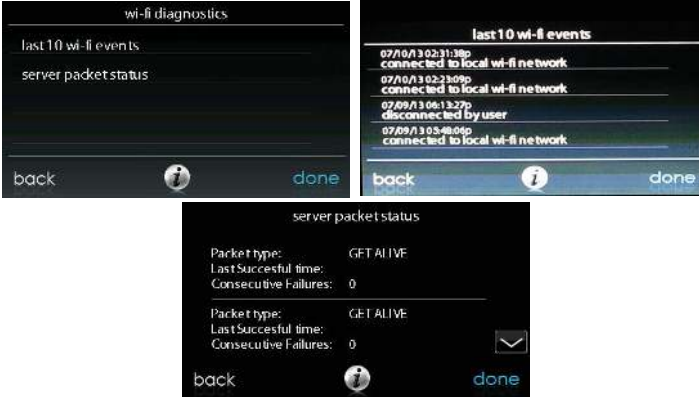 wi-fi diagnostics
last 10 wi-fi events
server packet status
back
i
done
last 10 wi-fi events
07/10/13 02:31:38p
connected to local wi-fi network
07/10/13 02:23:09p
connected to local wi-fi network
07/09/13 06:13:27p
disconnected by user
07/09/13 05:48:06p
connected to local wi-fi network
back
i
done
server packet status
Packet type: GET ALIVE
Last Succesful time:
Consecutive Failures: 0
Packet type: GET ALIVE
Last Succesful time:
Consecutive Failures: 0
back
i
done